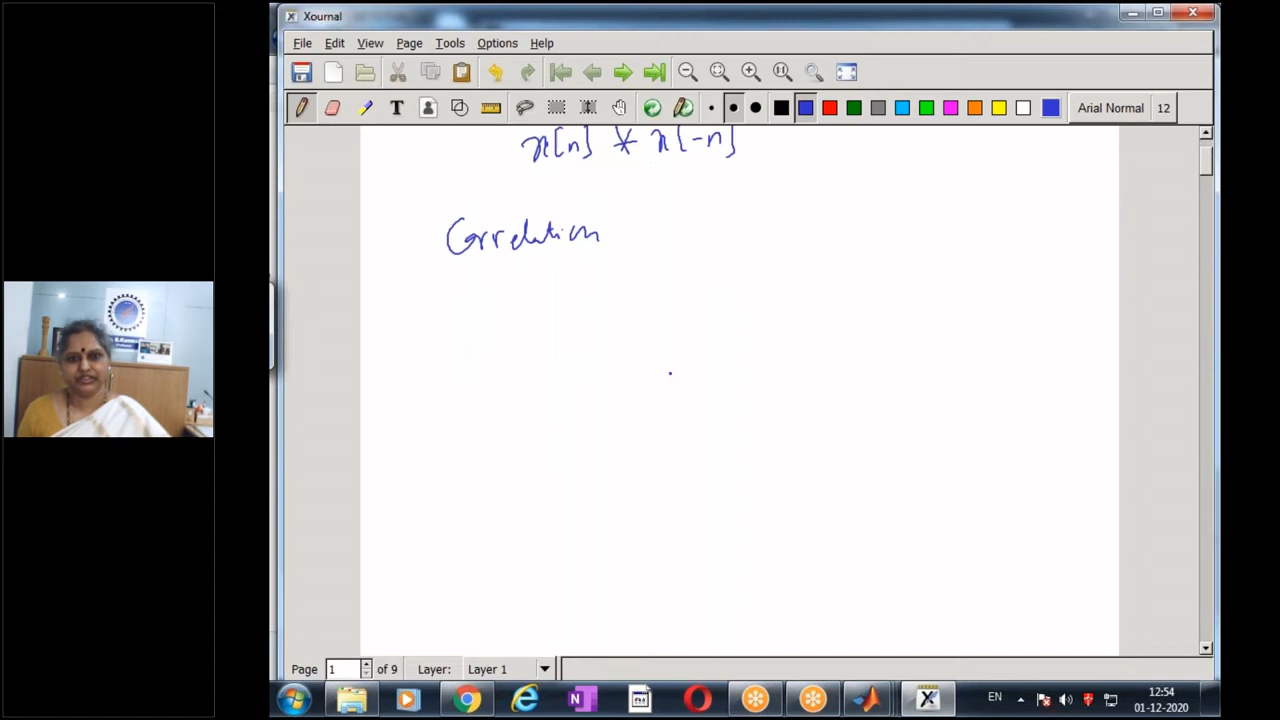 Xournal
File Edit View Page Tools Options Help
Arial Normal 12
x[n] * x[-n]
Correlation
Page 1 of 9 Layer: Layer 1
EN 12:54
01-12-2020